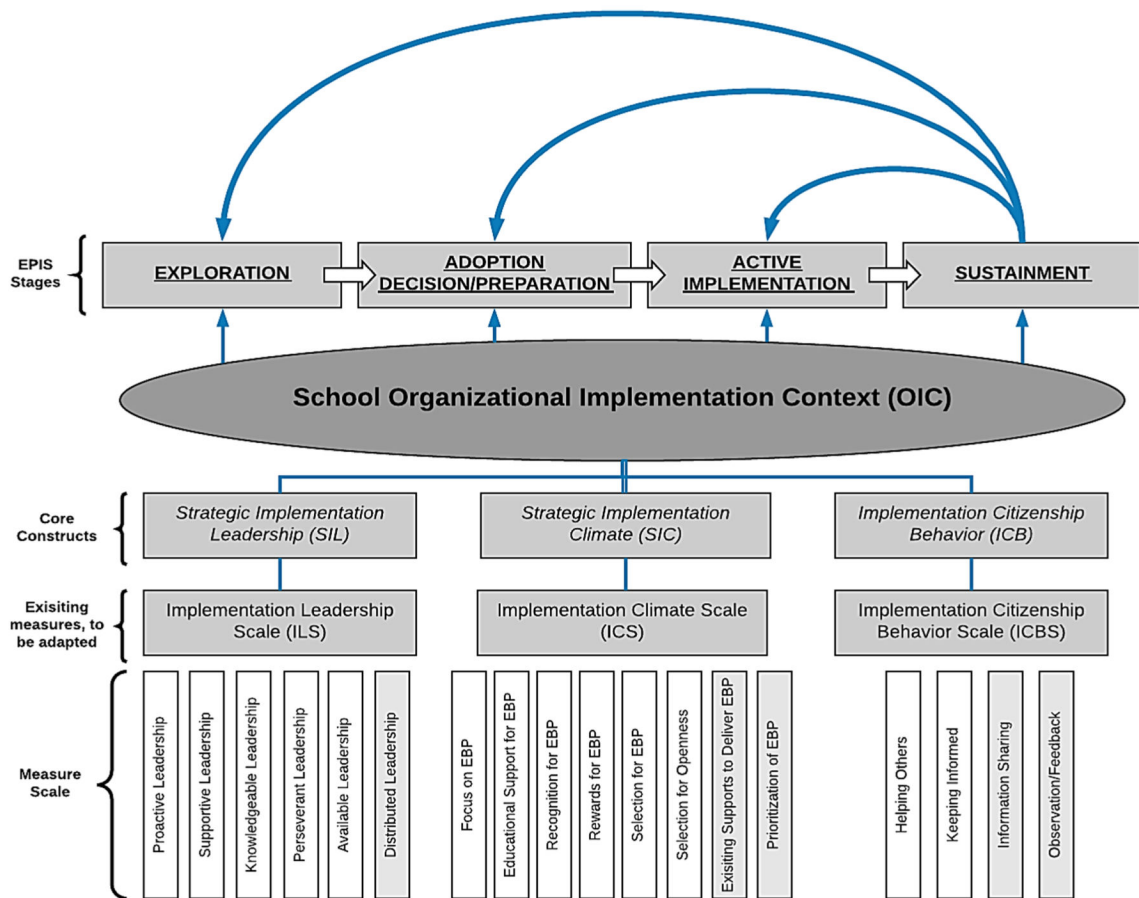 EPIS
Stages
EXPLORATION
ADOPTION
DECISION/PREPARATION
ACTIVE
IMPLEMENTATION
SUSTAINMENT
School Organizational Implementation Context (OIC)
Core
Constructs
Strategic Implementation
Leadership (SIL)
Strategic Implementation
Climate (SIC)
Implementation Citizenship
Behavior (ICB)
Exisiting
measures, to
be adapted
Implementation Leadership
Scale (ILS)
Implementation Climate Scale
(ICS)
Implementation Citizenship
Behavior Scale (ICBS)
Measure
Scale
Proactive Leadership
Supportive Leadership
Knowledgeable Leadership
Perseverant Leadership
Available Leadership
Distributed Leadership
Focus on EBP
Educational Support for EBP
Recognition for EBP
Rewards for EBP
Selection for EBP
Selection for Openness
Exisiting Supports to Deliver EBP
Prioritization of EBP
Helping Others
Keeping Informed
Information Sharing
Observation/Feedback